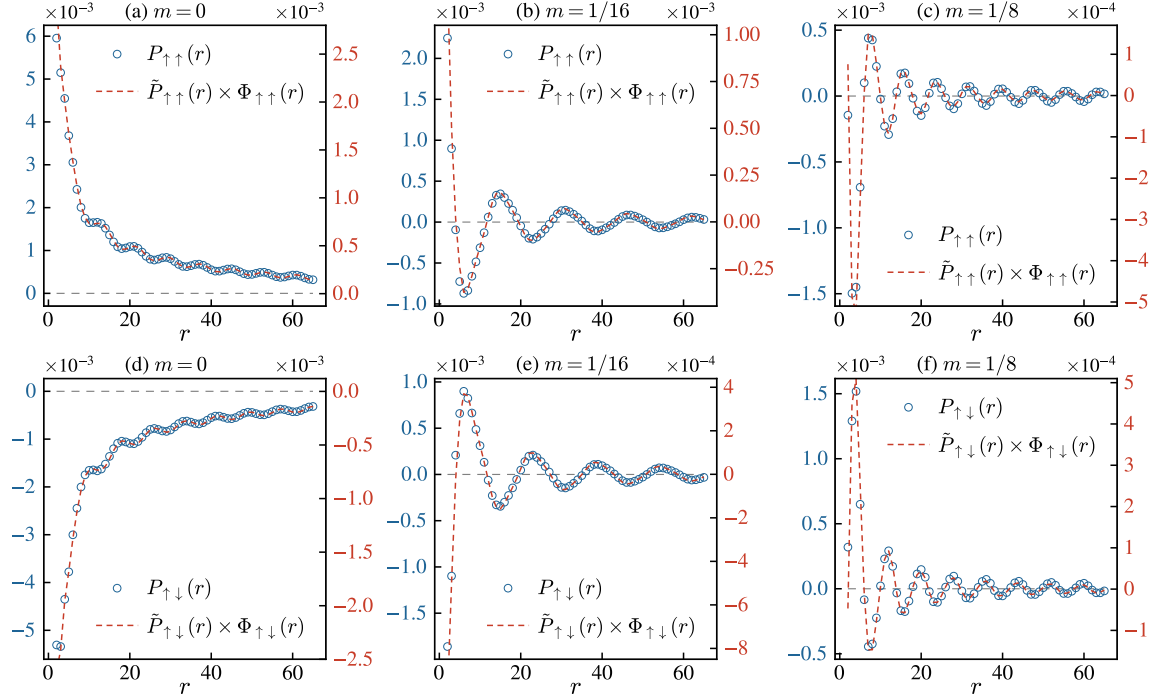 ×10⁻³ (a) m = 0 ×10⁻³
6
5
4
3
2
1
0
2.5
2.0
1.5
1.0
0.5
0.0
P↑↑(r)
P̃↑↑(r) × Φ↑↑(r)
0 20 40 60
r
×10⁻³ (b) m = 1/16 ×10⁻³
2.0
1.5
1.0
0.5
0.0
−0.5
−1.0
1.00
0.75
0.50
0.25
0.00
−0.25
P↑↑(r)
P̃↑↑(r) × Φ↑↑(r)
0 20 40 60
r
×10⁻³ (c) m = 1/8 ×10⁻⁴
0.5
0.0
−0.5
−1.0
−1.5
1
0
−1
−2
−3
−4
−5
P↑↑(r)
P̃↑↑(r) × Φ↑↑(r)
0 20 40 60
r
×10⁻³ (d) m = 0 ×10⁻³
0
−1
−2
−3
−4
−5
0.0
−0.5
−1.0
−1.5
−2.0
−2.5
P↑↓(r)
P̃↑↓(r) × Φ↑↓(r)
0 20 40 60
r
×10⁻³ (e) m = 1/16 ×10⁻⁴
1.0
0.5
0.0
−0.5
−1.0
−1.5
4
2
0
−2
−4
−6
−8
P↑↓(r)
P̃↑↓(r) × Φ↑↓(r)
0 20 40 60
r
×10⁻³ (f) m = 1/8 ×10⁻⁴
1.5
1.0
0.5
0.0
−0.5
5
4
3
2
1
0
−1
P↑↓(r)
P̃↑↓(r) × Φ↑↓(r)
0 20 40 60
r